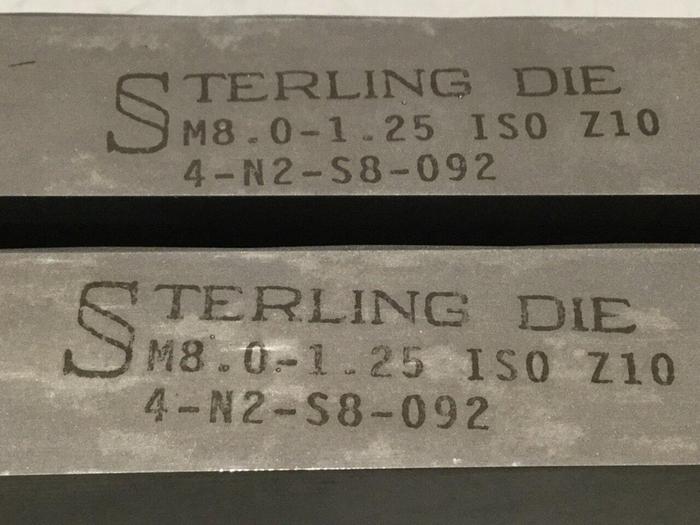 STERLING DIE
M8.0-1.25 ISO Z10
4-N2-S8-092
STERLING DIE
M8.0-1.25 ISO Z10
4-N2-S8-092